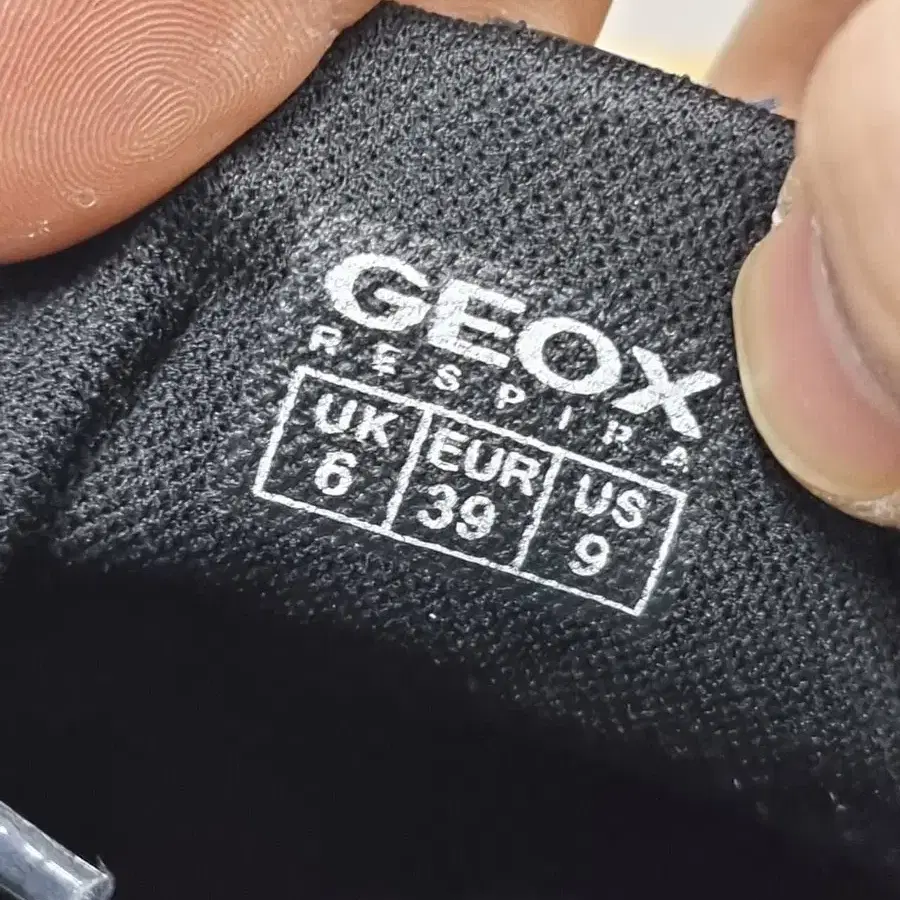 GEOX
RESPIRA
UK EUR US
6 39 9